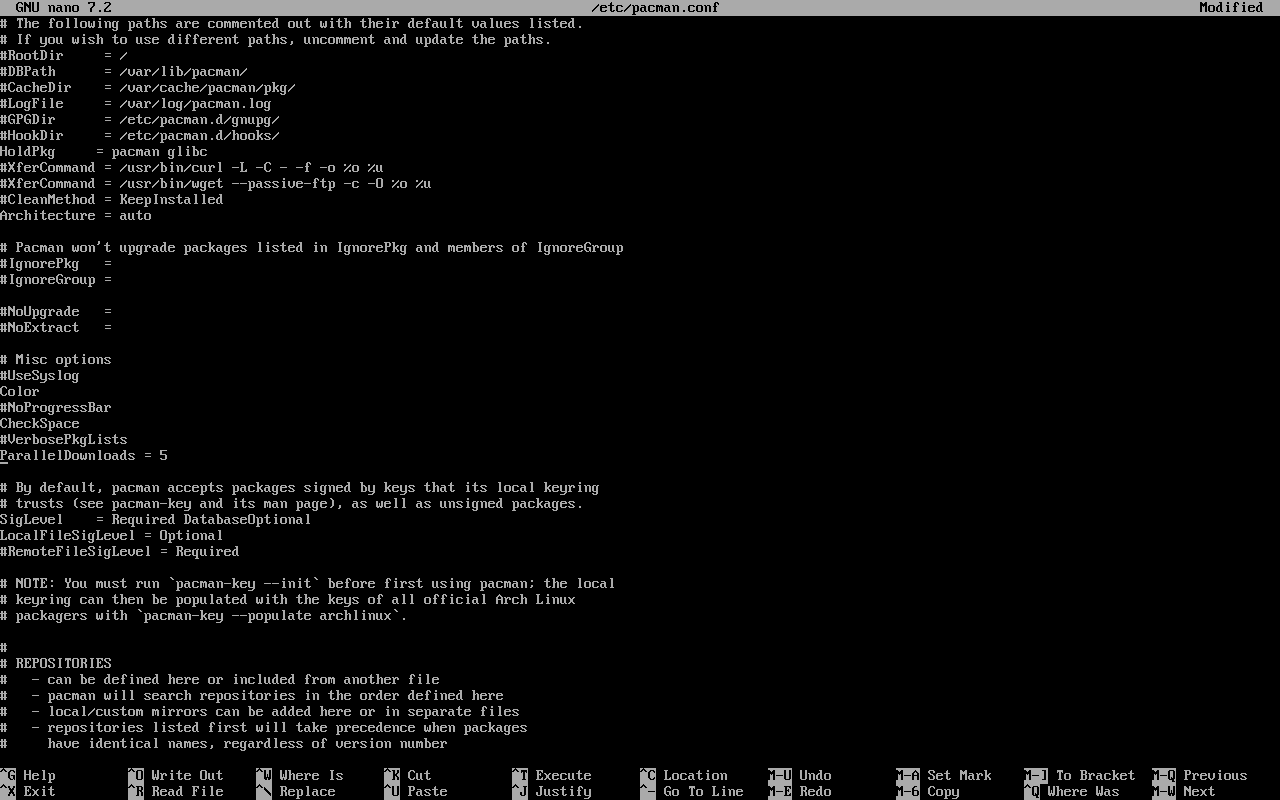 GNU nano 7.2 /etc/pacman.conf Modified
# The following paths are commented out with their default values listed.
# If you wish to use different paths, uncomment and update the paths.
#RootDir     = /
#DBPath      = /var/lib/pacman/
#CacheDir    = /var/cache/pacman/pkg/
#LogFile     = /var/log/pacman.log
#GPGDir      = /etc/pacman.d/gnupg/
#HookDir     = /etc/pacman.d/hooks/
HoldPkg     = pacman glibc
#XferCommand = /usr/bin/curl -L -C - -f -o %o %u
#XferCommand = /usr/bin/wget --passive-ftp -c -O %o %u
#CleanMethod = KeepInstalled
Architecture = auto

# Pacman won't upgrade packages listed in IgnorePkg and members of IgnoreGroup
#IgnorePkg   =
#IgnoreGroup =

#NoUpgrade   =
#NoExtract   =

# Misc options
#UseSyslog
Color
#NoProgressBar
CheckSpace
#VerbosePkgLists
ParallelDownloads = 5

# By default, pacman accepts packages signed by keys that its local keyring
# trusts (see pacman-key and its man page), as well as unsigned packages.
SigLevel    = Required DatabaseOptional
LocalFileSigLevel = Optional
#RemoteFileSigLevel = Required

# NOTE: You must run `pacman-key --init` before first using pacman; the local
# keyring can then be populated with the keys of all official Arch Linux
# packagers with `pacman-key --populate archlinux`.

#
# REPOSITORIES
#   - can be defined here or included from another file
#   - pacman will search repositories in the order defined here
#   - local/custom mirrors can be added here or in separate files
#   - repositories listed first will take precedence when packages
#     have identical names, regardless of version number

^G Help ^O Write Out ^W Where Is ^K Cut ^T Execute ^C Location M-U Undo M-A Set Mark M-] To Bracket M-Q Previous
^X Exit ^R Read File ^\ Replace ^U Paste ^J Justify ^- Go To Line M-E Redo M-6 Copy ^Q Where Was M-W Next